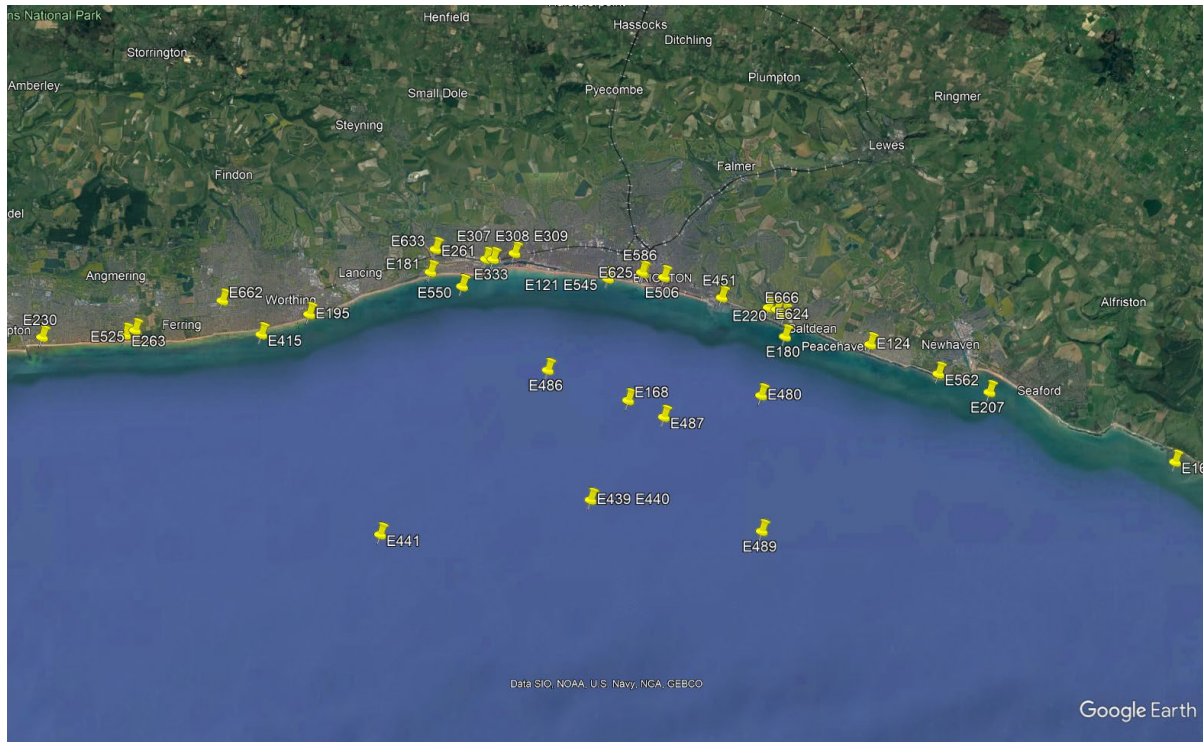 ns National Park
Henfield
Hassocks
Ditchling
Storrington
Plumpton
Amberley
Small Dole
Pyecombe
Ringmer
Steyning
Lewes
Falmer
Findon
del
E633
E307 E308 E309
E261
E586
E181
Lancing
E333
E625
Angmering
E550
E121 E545
E506
E451
E662
Worthing
E666
Alfriston
E195
E220
E624
E230
pton
E525
Ferring
E263
E415
Saltdean
E180
Peacehaven
E124
Newhaven
E486
E562
Seaford
E168
E480
E207
E487
E16
E439 E440
E441
E489
Data SIO, NOAA, U.S. Navy, NGA, GEBCO
Google Earth